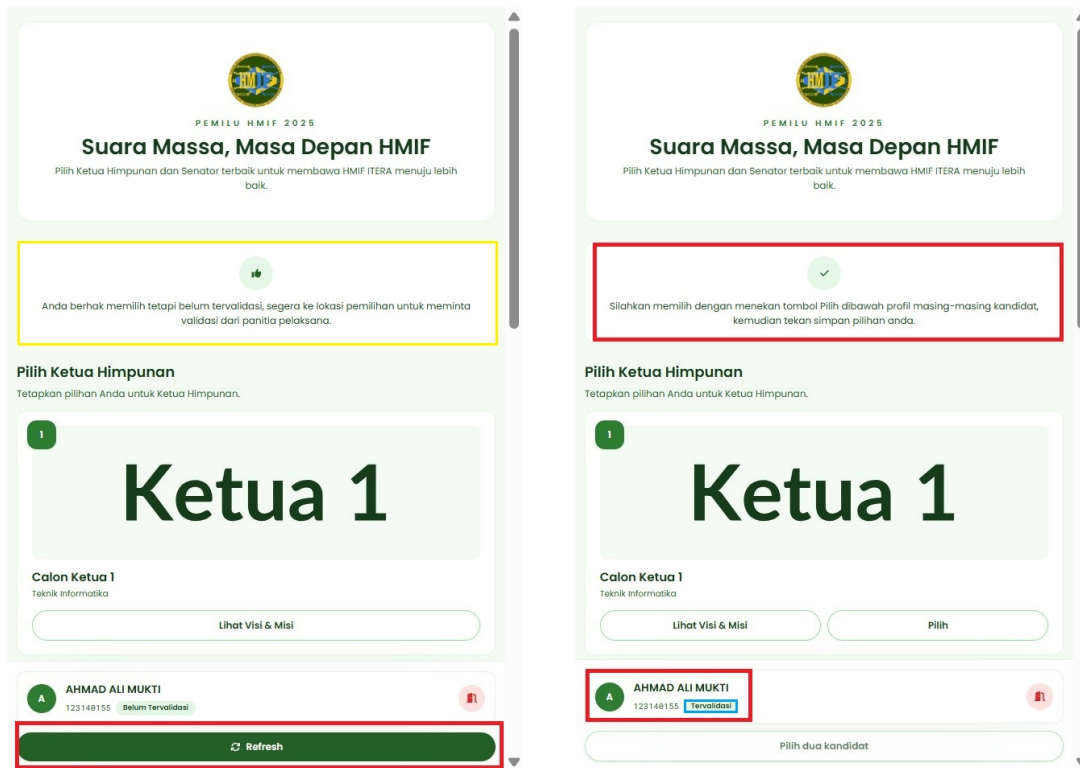 HMIF
PEMILU HMIF 2025
Suara Massa, Masa Depan HMIF
Pilih Ketua Himpunan dan Senator terbaik untuk membawa HMIF ITERA menuju lebih
baik.
Anda berhak memilih tetapi belum tervalidasi, segera ke lokasi pemilihan untuk meminta
validasi dari panitia pelaksana.
Pilih Ketua Himpunan
Tetapkan pilihan Anda untuk Ketua Himpunan.
1
Ketua 1
Calon Ketua 1
Teknik Informatika
Lihat Visi & Misi
A
AHMAD ALI MUKTI
123140155 Belum Tervalidasi
Refresh
HMIF
PEMILU HMIF 2025
Suara Massa, Masa Depan HMIF
Pilih Ketua Himpunan dan Senator terbaik untuk membawa HMIF ITERA menuju lebih
baik.
Silahkan memilih dengan menekan tombol Pilih dibawah profil masing-masing kandidat,
kemudian tekan simpan pilihan anda.
Pilih Ketua Himpunan
Tetapkan pilihan Anda untuk Ketua Himpunan.
1
Ketua 1
Calon Ketua 1
Teknik Informatika
Lihat Visi & Misi Pilih
A
AHMAD ALI MUKTI
123140155 Tervalidasi
Pilih dua kandidat